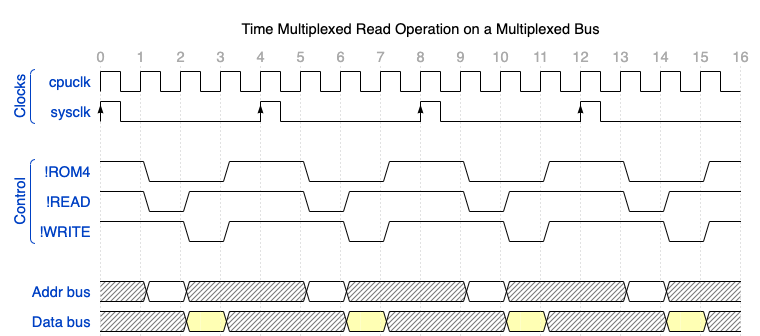 Time Multiplexed Read Operation on a Multiplexed Bus
0 1 2 3 4 5 6 7 8 9 10 11 12 13 14 15 16
Clocks
cpuclk
sysclk
Control
!ROM4
!READ
!WRITE
Addr bus
Data bus